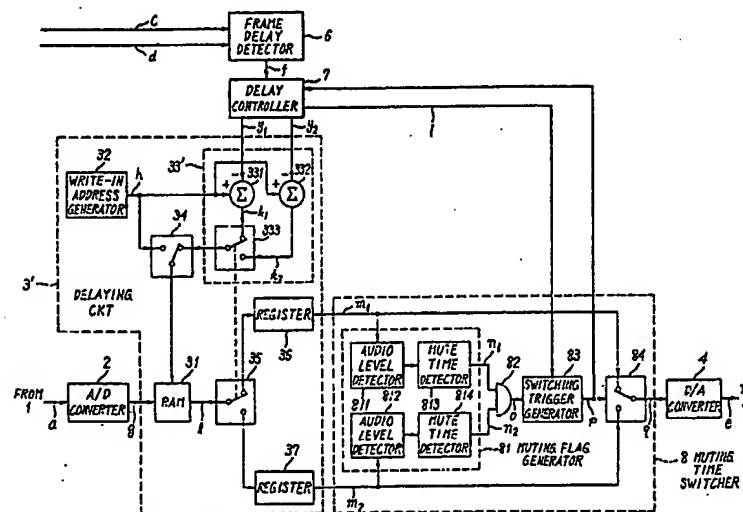 C
d
FRAME
DELAY
DETECTOR
6
f
7
DELAY
CONTROLLER
y1
y2
l
33'
32
WRITE-IN
ADDRESS
GENERATOR
h
+
-
Σ
331
+
-
Σ
332
k1
34
333
k2
3'
DELAYING
CKT
REGISTER
36
m1
FROM
1
a
2
A/D
CONVERTER
g
31
RAM
i
35
AUDIO
LEVEL
DETECTOR
811
812
AUDIO
LEVEL
DETECTOR
MUTE
TIME
DETECTOR
813
814
MUTE
TIME
DETECTOR
n1
n2
82
o
83
SWITCHING
TRIGGER
GENERATOR
p
84
q
4
D/A
CONVERTER
e
81 MUTING FLAG
GENERATOR
8 MUTING
TIME
SWITCHER
37
REGISTER
m2